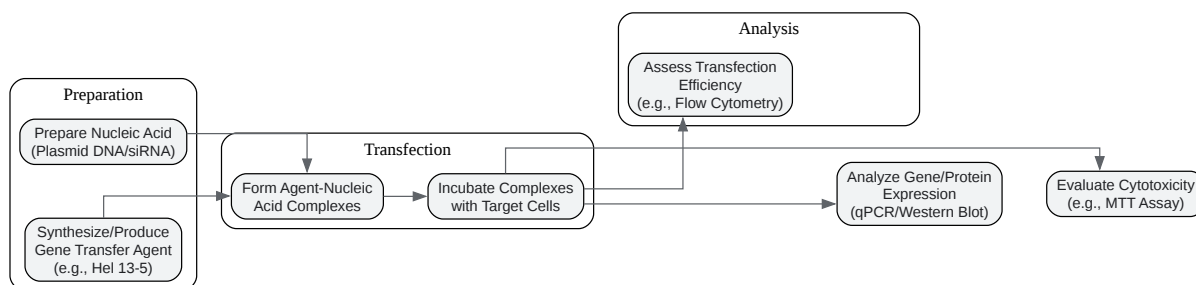 Preparation
Prepare Nucleic Acid
(Plasmid DNA/siRNA)
Synthesize/Produce
Gene Transfer Agent
(e.g., Hel 13-5)
Transfection
Form Agent-Nucleic
Acid Complexes
Incubate Complexes
with Target Cells
Analysis
Assess Transfection
Efficiency
(e.g., Flow Cytometry)
Analyze Gene/Protein
Expression
(qPCR/Western Blot)
Evaluate Cytotoxicity
(e.g., MTT Assay)